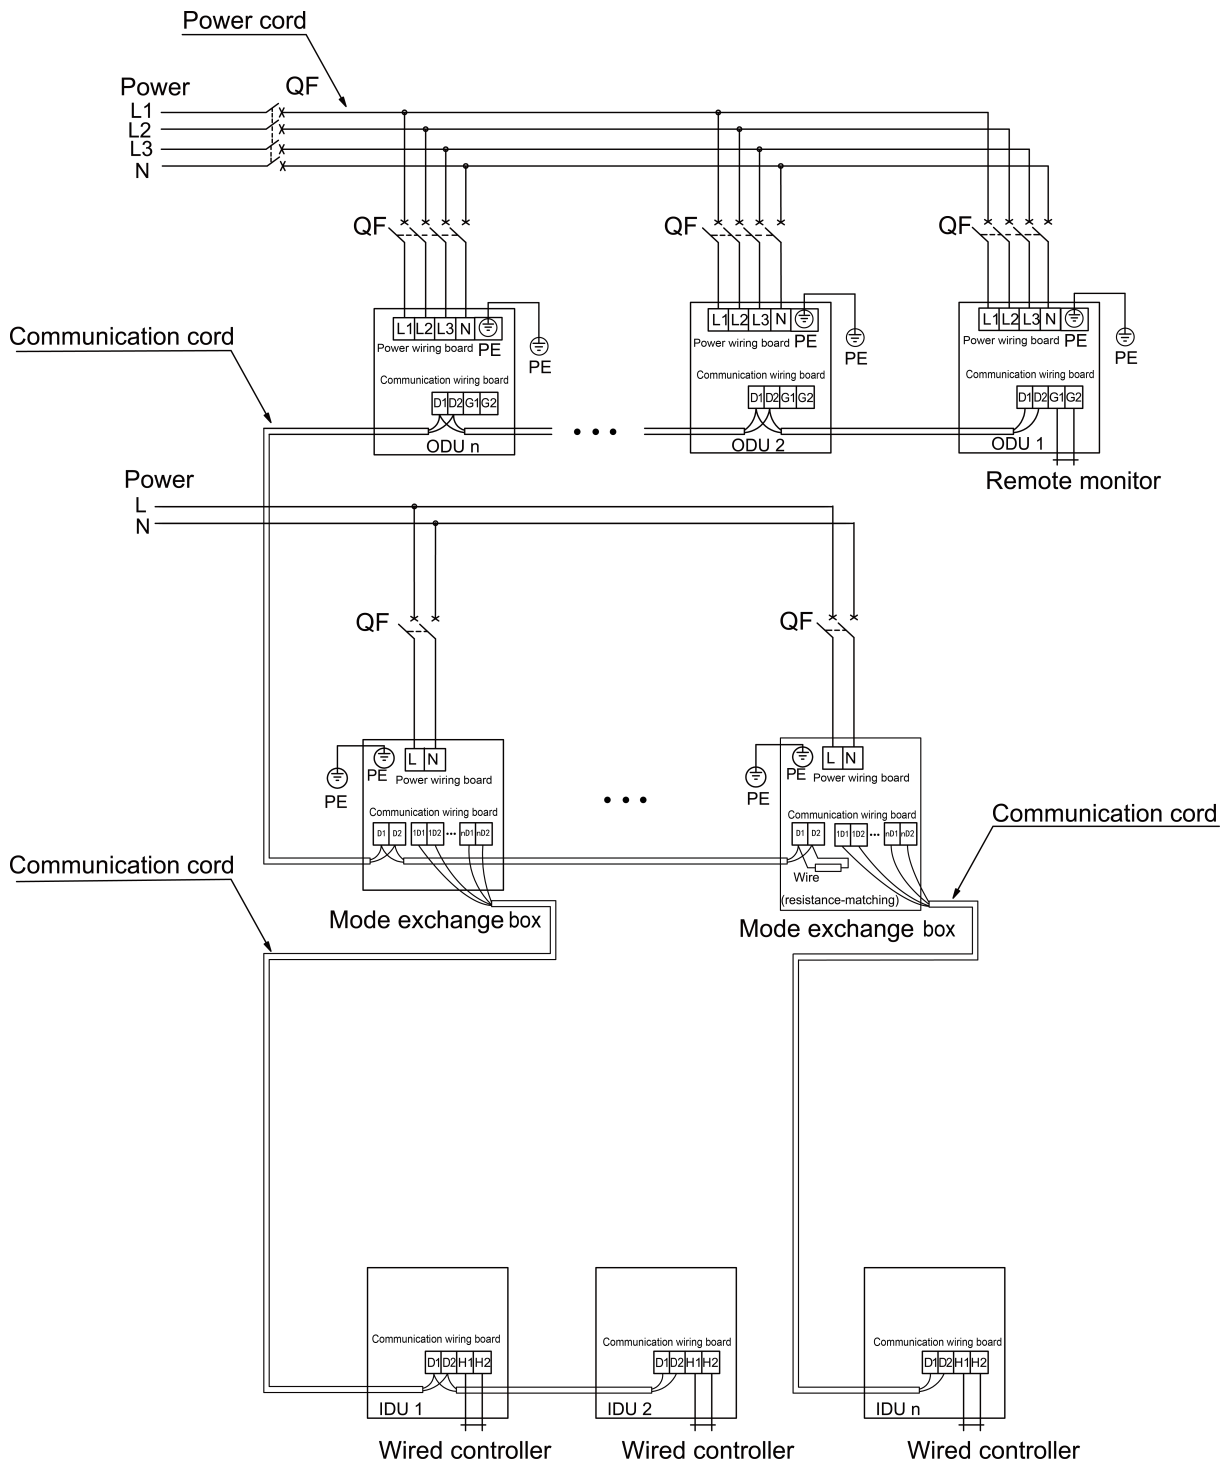 Power cord
Power
QF
L1
L2
L3
N
QF
QF
QF
L1 L2 L3 N
PE
Power wiring board
PE
Communication wiring board
D1 D2 G1 G2
ODU n
L1 L2 L3 N
PE
Power wiring board
PE
Communication wiring board
D1 D2 G1 G2
ODU 2
L1 L2 L3 N
PE
Power wiring board
PE
Communication wiring board
D1 D2 G1 G2
ODU 1
Remote monitor
Communication cord
Power
L
N
QF
QF
PE
PE
L N
Power wiring board
Communication wiring board
D1 D2 1D1 1D2 ••• nD1 nD2
Mode exchange box
•••
PE
PE
L N
Power wiring board
Communication wiring board
D1 D2 1D1 1D2 ••• nD1 nD2
Wire
(resistance-matching)
Mode exchange box
Communication cord
Communication cord
Communication wiring board
D1 D2 H1 H2
IDU 1
Wired controller
Communication wiring board
D1 D2 H1 H2
IDU 2
Wired controller
Communication wiring board
D1 D2 H1 H2
IDU n
Wired controller